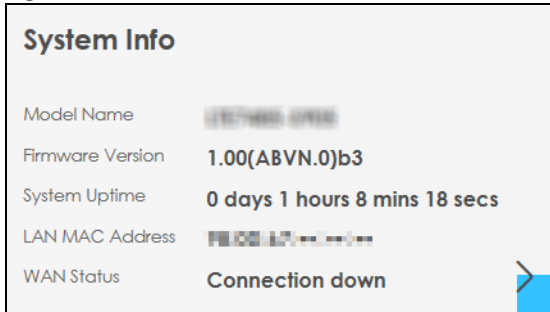 System Info
Model Name
Firmware Version 1.00(ABVN.0)b3
System Uptime 0 days 1 hours 8 mins 18 secs
LAN MAC Address
WAN Status Connection down